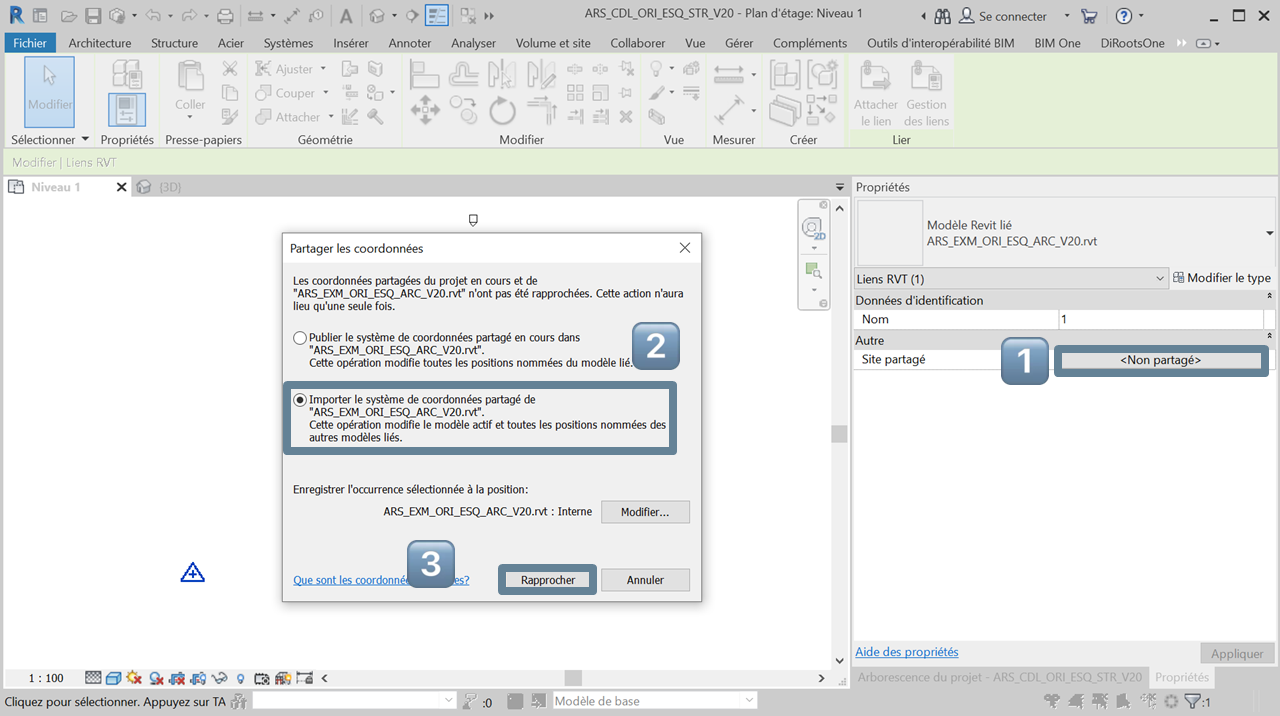 ARS_CDL_ORI_ESQ_STR_V20 - Plan d'étage: Niveau 1
Se connecter
Fichier Architecture Structure Acier Systèmes Insérer Annoter Analyser Volume et site Collaborer Vue Gérer Compléments Outils d'interopérabilité BIM BIM One DiRootsOne
Modifier
Coller
Ajuster
Couper
Attacher
Attacher le lien
Gestion des liens
Sélectionner Propriétés Presse-papiers Géométrie Modifier Vue Mesurer Créer Lier
Modifier | Liens RVT
Niveau 1
(3D)
2D
Partager les coordonnées
Les coordonnées partagées du projet en cours et de
"ARS_EXM_ORI_ESQ_ARC_V20.rvt" n'ont pas été rapprochées. Cette action n'aura
lieu qu'une seule fois.
Publier le système de coordonnées partagé en cours dans
"ARS_EXM_ORI_ESQ_ARC_V20.rvt".
Cette opération modifie toutes les positions nommées du modèle lié.
2
Importer le système de coordonnées partagé de
"ARS_EXM_ORI_ESQ_ARC_V20.rvt".
Cette opération modifie le modèle actif et toutes les positions nommées des
autres modèles liés.
Enregistrer l'occurrence sélectionnée à la position:
ARS_EXM_ORI_ESQ_ARC_V20.rvt : Interne
Modifier...
3
Que sont les coordonnées?
Rapprocher
Annuler
Propriétés
Modèle Revit lié
ARS_EXM_ORI_ESQ_ARC_V20.rvt
Liens RVT (1)
Modifier le type
Données d'identification
Nom 1
Autre
Site partagé
1
<Non partagé>
Aide des propriétés
Appliquer
Arborescence du projet - ARS_CDL_ORI_ESQ_STR_V20
Propriétés
1 : 100
Cliquez pour sélectionner. Appuyez sur TA
:0
Modèle de base
:1